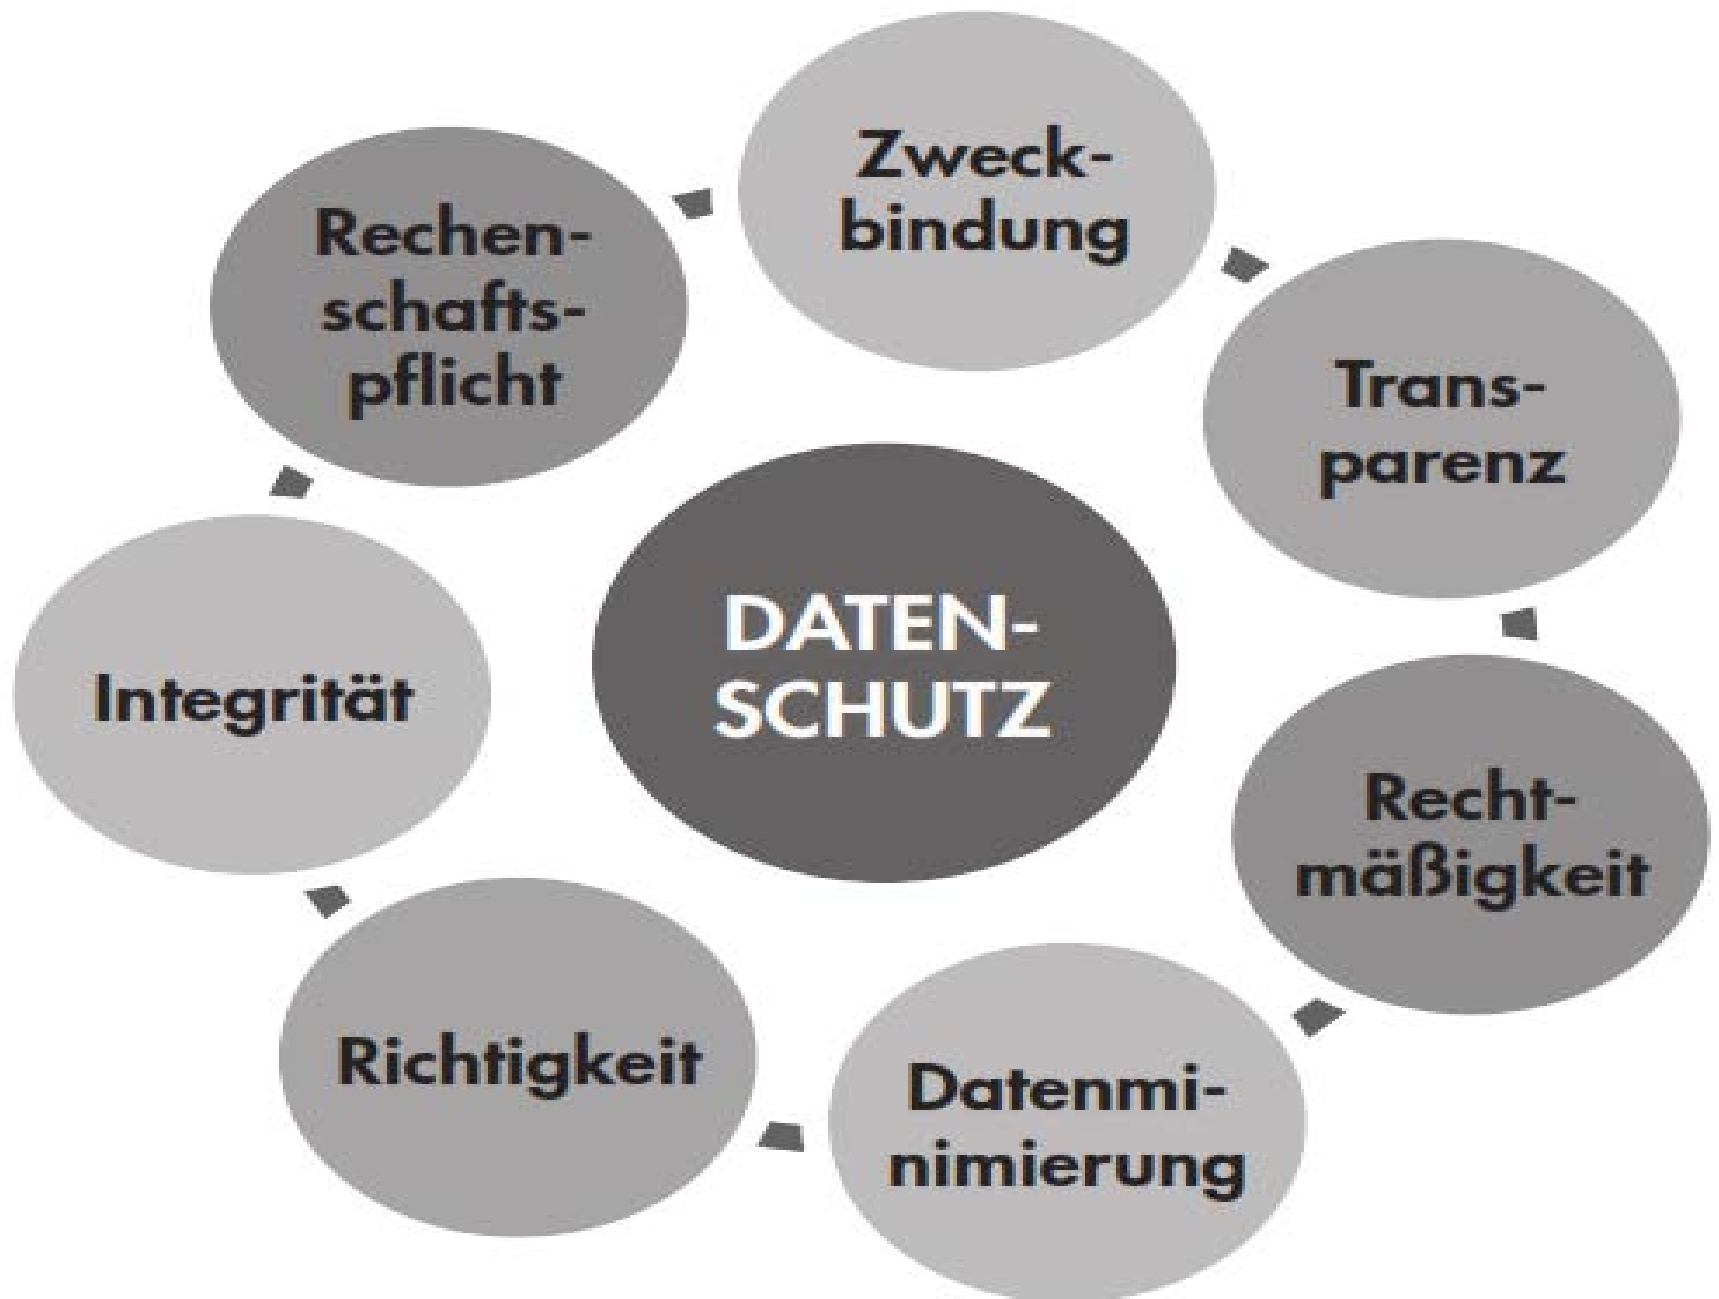 Zweck-
bindung
Trans-
parenz
Recht-
mäßigkeit
Datenmi-
nimierung
Richtigkeit
Integrität
Rechen-
schafts-
pflicht
DATEN-
SCHUTZ